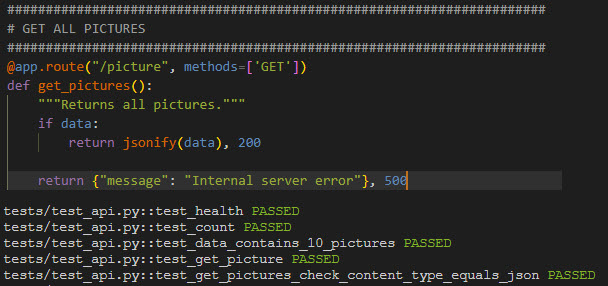 ######################################################################
# GET ALL PICTURES
######################################################################
@app.route("/picture", methods=['GET'])
def get_pictures():
    """Returns all pictures."""
    if data:
        return jsonify(data), 200
    return {"message": "Internal server error"}, 500
tests/test_api.py::test_health PASSED
tests/test_api.py::test_count PASSED
tests/test_api.py::test_data_contains_10_pictures PASSED
tests/test_api.py::test_get_picture PASSED
tests/test_api.py::test_get_pictures_check_content_type_equals_json PASSED